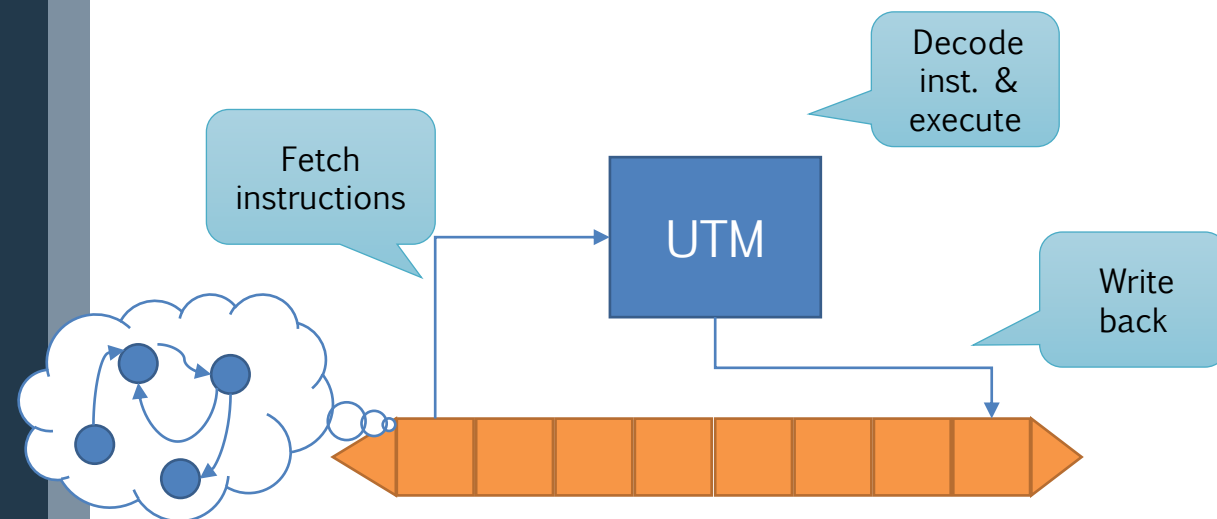 Decode
inst. &
execute
Fetch
instructions
UTM
Write
back